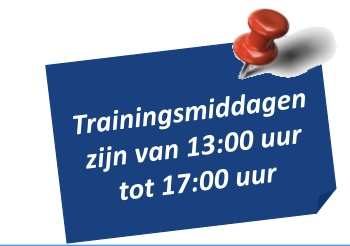 Trainingsmiddagen
zijn van 13:00 uur
tot 17:00 uur